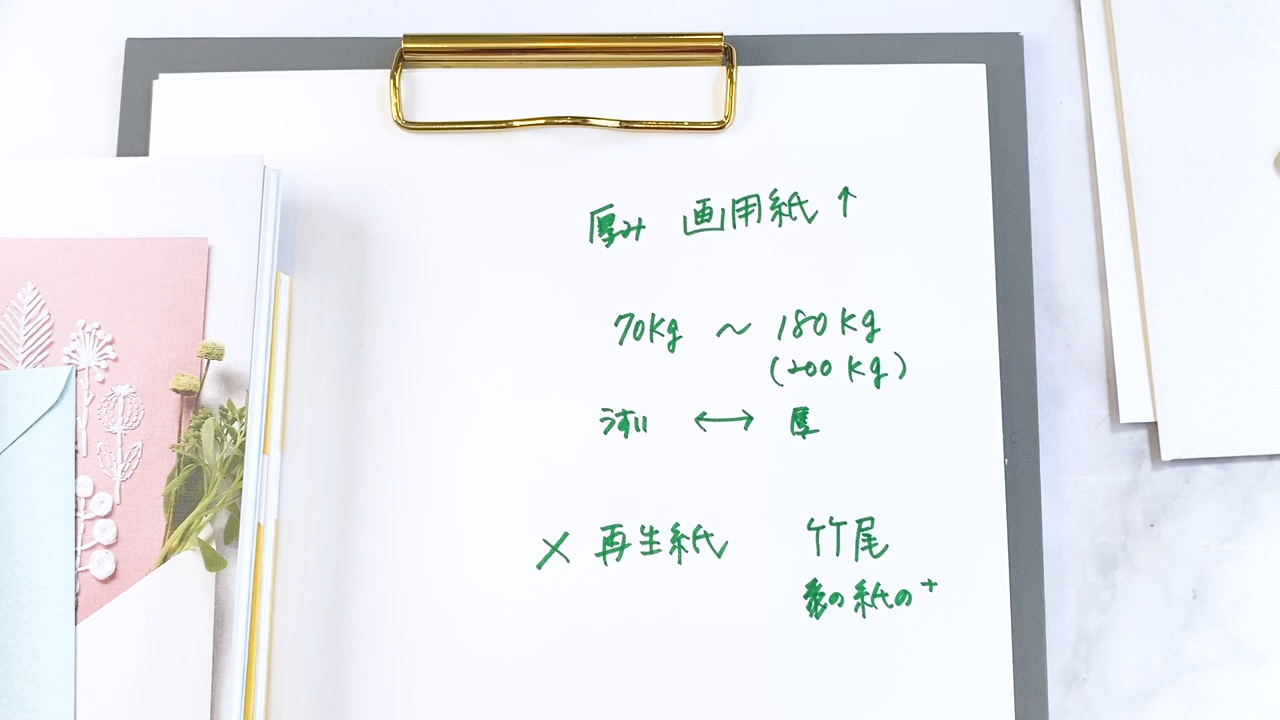 厚み 画用紙 ↑
70kg ～ 180kg
(200kg)
うすい ↔ 厚
× 再生紙 竹尾
の紙の+